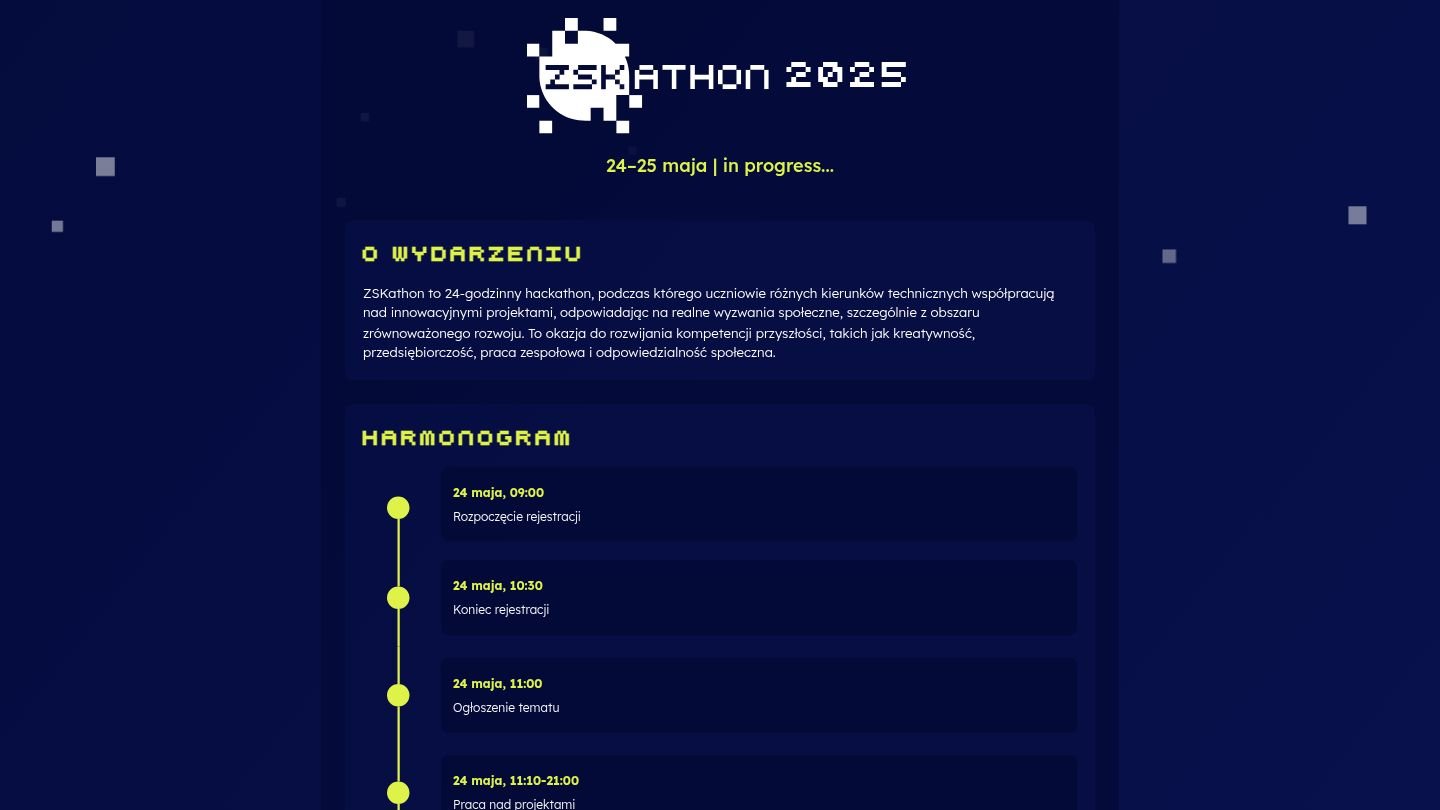 ZSKATHON 2025
24–25 maja | in progress...
O WYDARZENIU
ZSKathon to 24-godzinny hackathon, podczas którego uczniowie różnych kierunków technicznych współpracują
nad innowacyjnymi projektami, odpowiadając na realne wyzwania społeczne, szczególnie z obszaru
zrównoważonego rozwoju. To okazja do rozwijania kompetencji przyszłości, takich jak kreatywność,
przedsiębiorczość, praca zespołowa i odpowiedzialność społeczna.
HARMONOGRAM
24 maja, 09:00
Rozpoczęcie rejestracji
24 maja, 10:30
Koniec rejestracji
24 maja, 11:00
Ogłoszenie tematu
24 maja, 11:10-21:00
Praca nad projektami